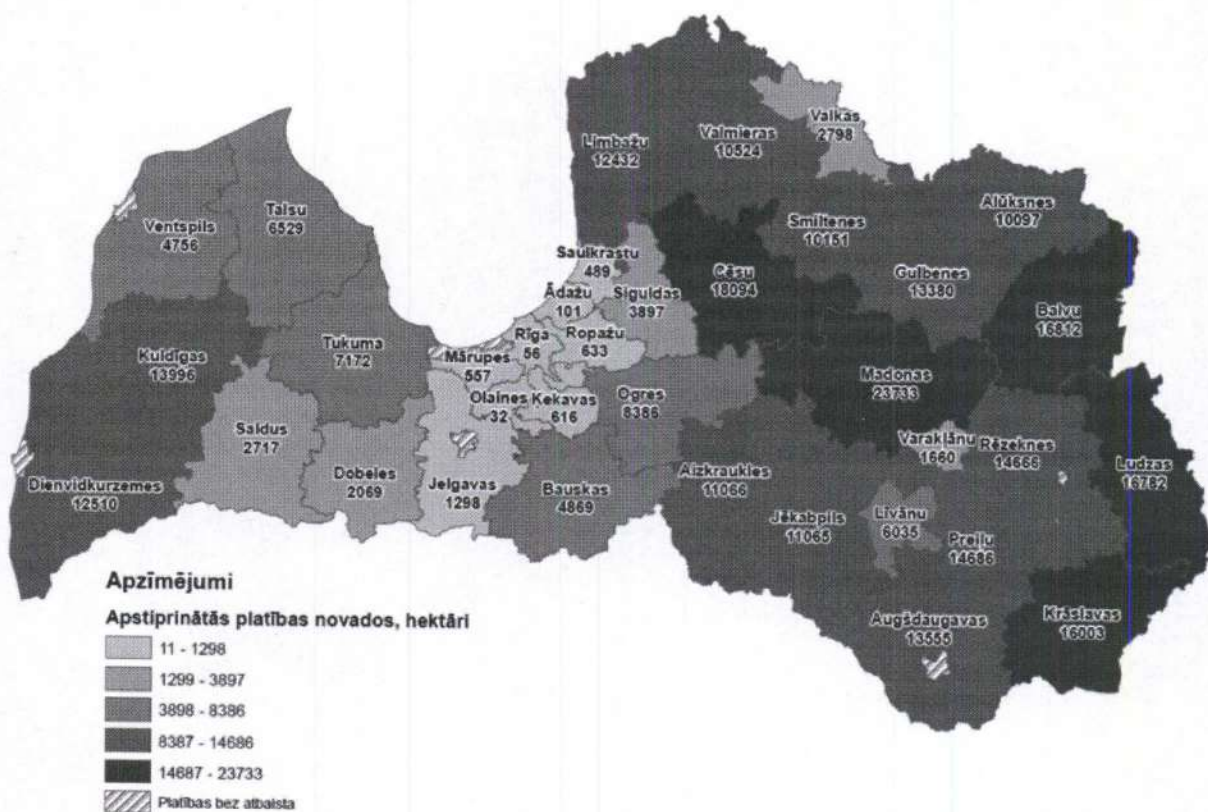 Limbažu
12432
Valmieras
10524
Valkas
2798
Ventspils
4756
Talsu
6529
Smiltenes
10151
Alūksnes
10097
Saulkrastu
489
Cēsu
18094
Gulbenes
13380
Ādažu
101
Siguldas
3897
Balvu
16812
Rīga
56
Ropažu
633
Kuldīgas
13996
Tukuma
7172
Mārupes
557
Madonas
23733
Olaines
32
Ķekavas
616
Ogres
8386
Saldus
2717
Varakļānu
1660
Rēzeknes
14666
Ludzas
16782
Dienvidkurzemes
12510
Dobeles
2069
Jelgavas
1298
Bauskas
4869
Aizkraukles
11066
Jēkabpils
11065
Līvānu
6035
Preiļu
14686
Augšdaugavas
13555
Krāslavas
16003
Apzīmējumi
Apstiprinātās platības novados, hektāri
11 - 1298
1299 - 3897
3898 - 8386
8387 - 14686
14687 - 23733
Platības bez atbalsta